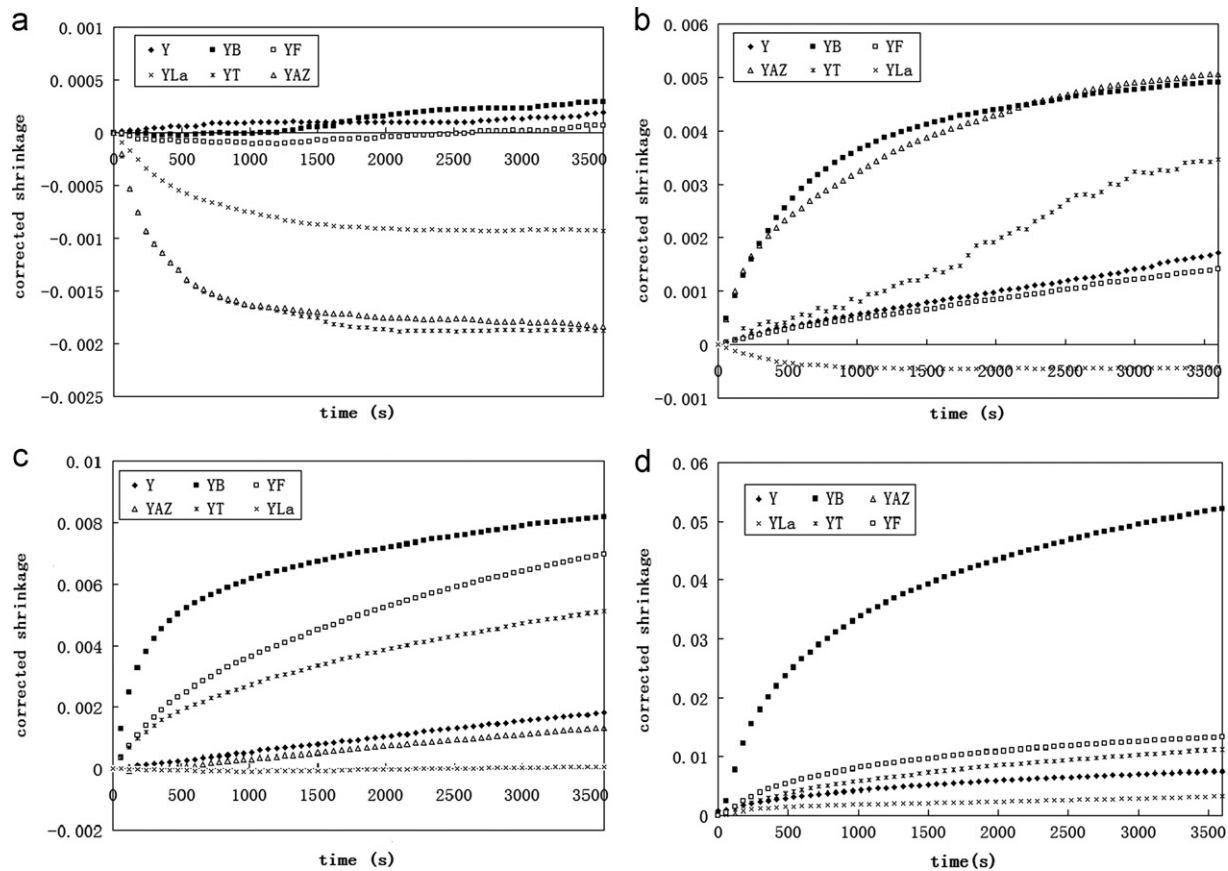 a
0.001
0.0005
0
-0.0005
-0.001
-0.0015
-0.002
-0.0025
corrected shrinkage
Y YB YF
YLa YT YAZ
0 500 1000 1500 2000 2500 3000 3500
time (s)
b
0.006
0.005
0.004
0.003
0.002
0.001
0
-0.001
corrected shrinkage
Y YB YF
YAZ YT YLa
0 500 1000 1500 2000 2500 3000 3500
time (s)
c
0.01
0.008
0.006
0.004
0.002
0
-0.002
corrected shrinkage
Y YB YF
YAZ YT YLa
0 500 1000 1500 2000 2500 3000 3500
time (s)
d
0.06
0.05
0.04
0.03
0.02
0.01
0
corrected shrinkage
Y YB YAZ
YLa YT YF
0 500 1000 1500 2000 2500 3000 3500
time(s)